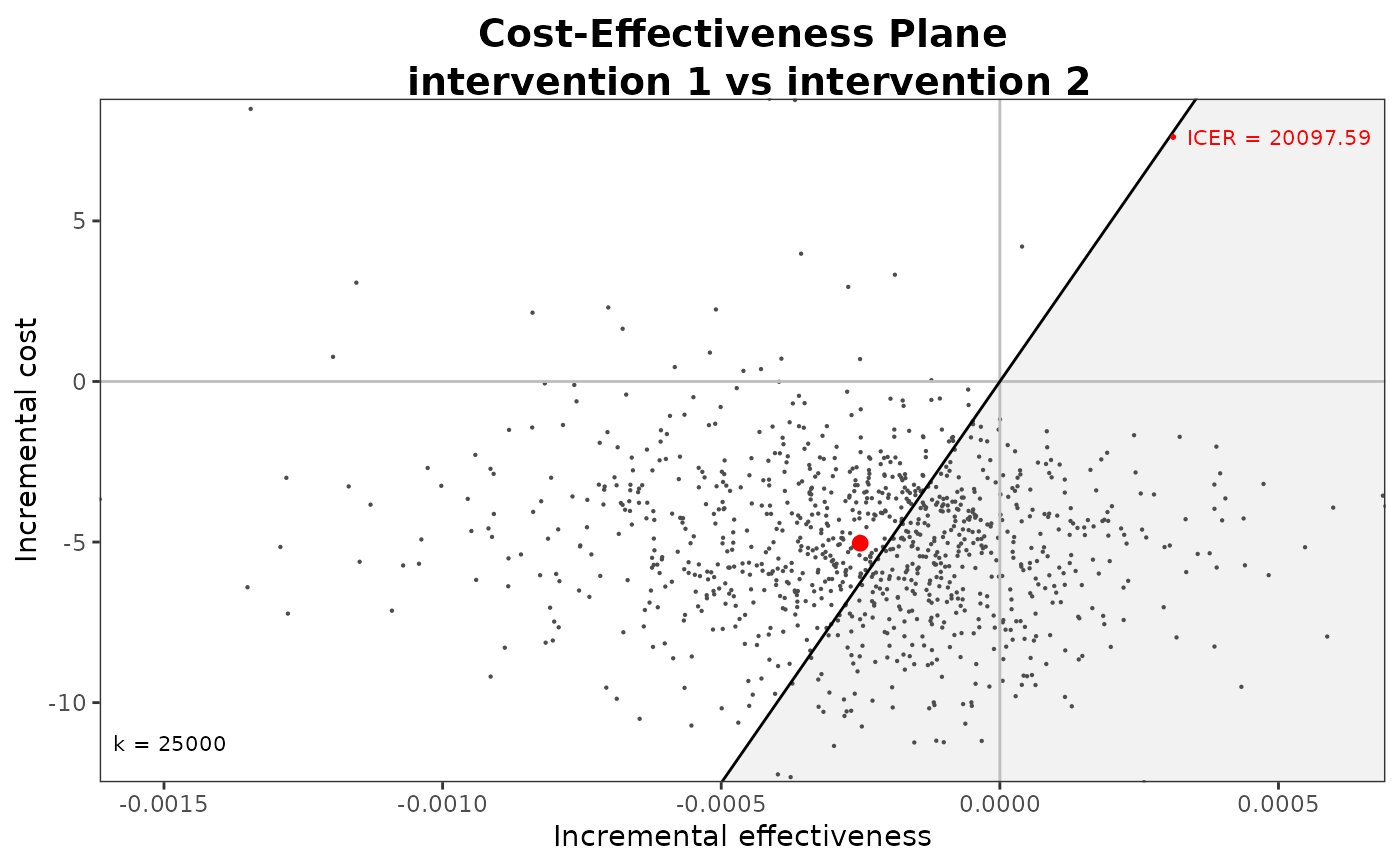 Cost-Effectiveness Plane
intervention 1 vs intervention 2
ICER = 20097.59
Incremental cost
5
0
-5
-10
k = 25000
-0.0015
-0.0010
-0.0005
0.0000
0.0005
Incremental effectiveness